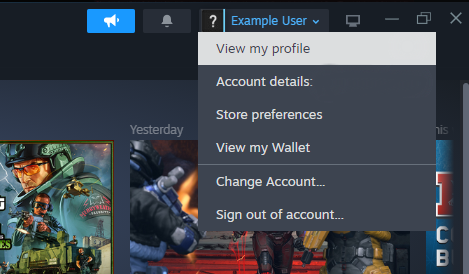 ?
Example User
View my profile
Account details:
Store preferences
View my Wallet
Change Account...
Sign out of account...
Yesterday